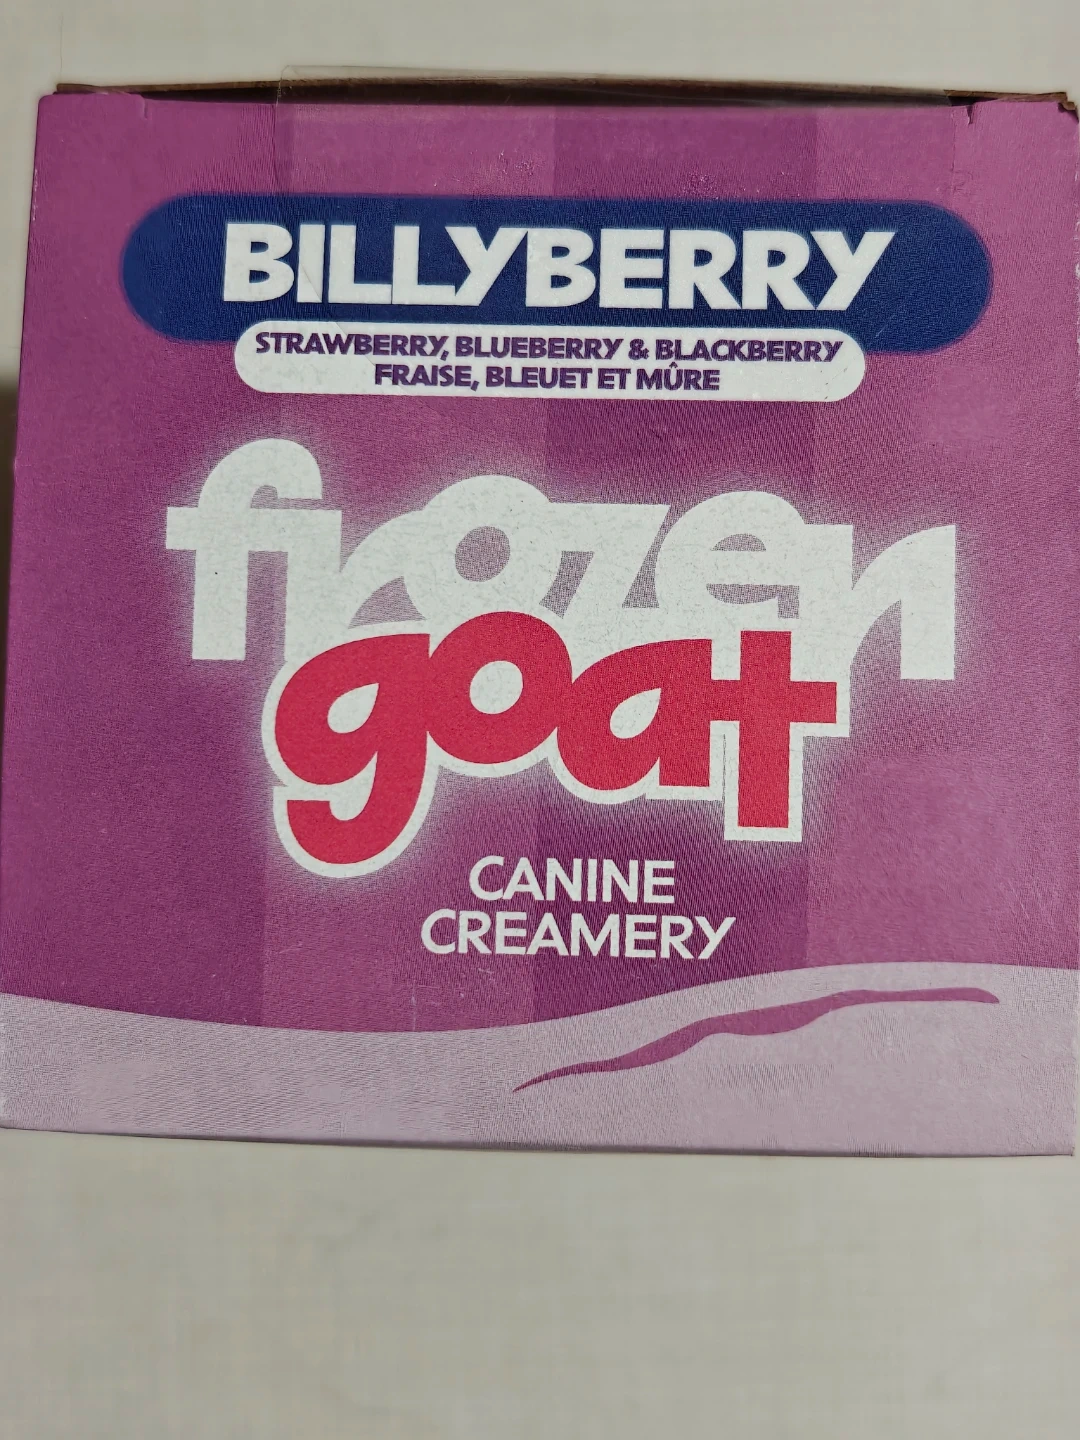 BILLYBERRY
STRAWBERRY, BLUEBERRY & BLACKBERRY
FRAISE, BLEUET ET MÛRE
frozen
goat
CANINE
CREAMERY